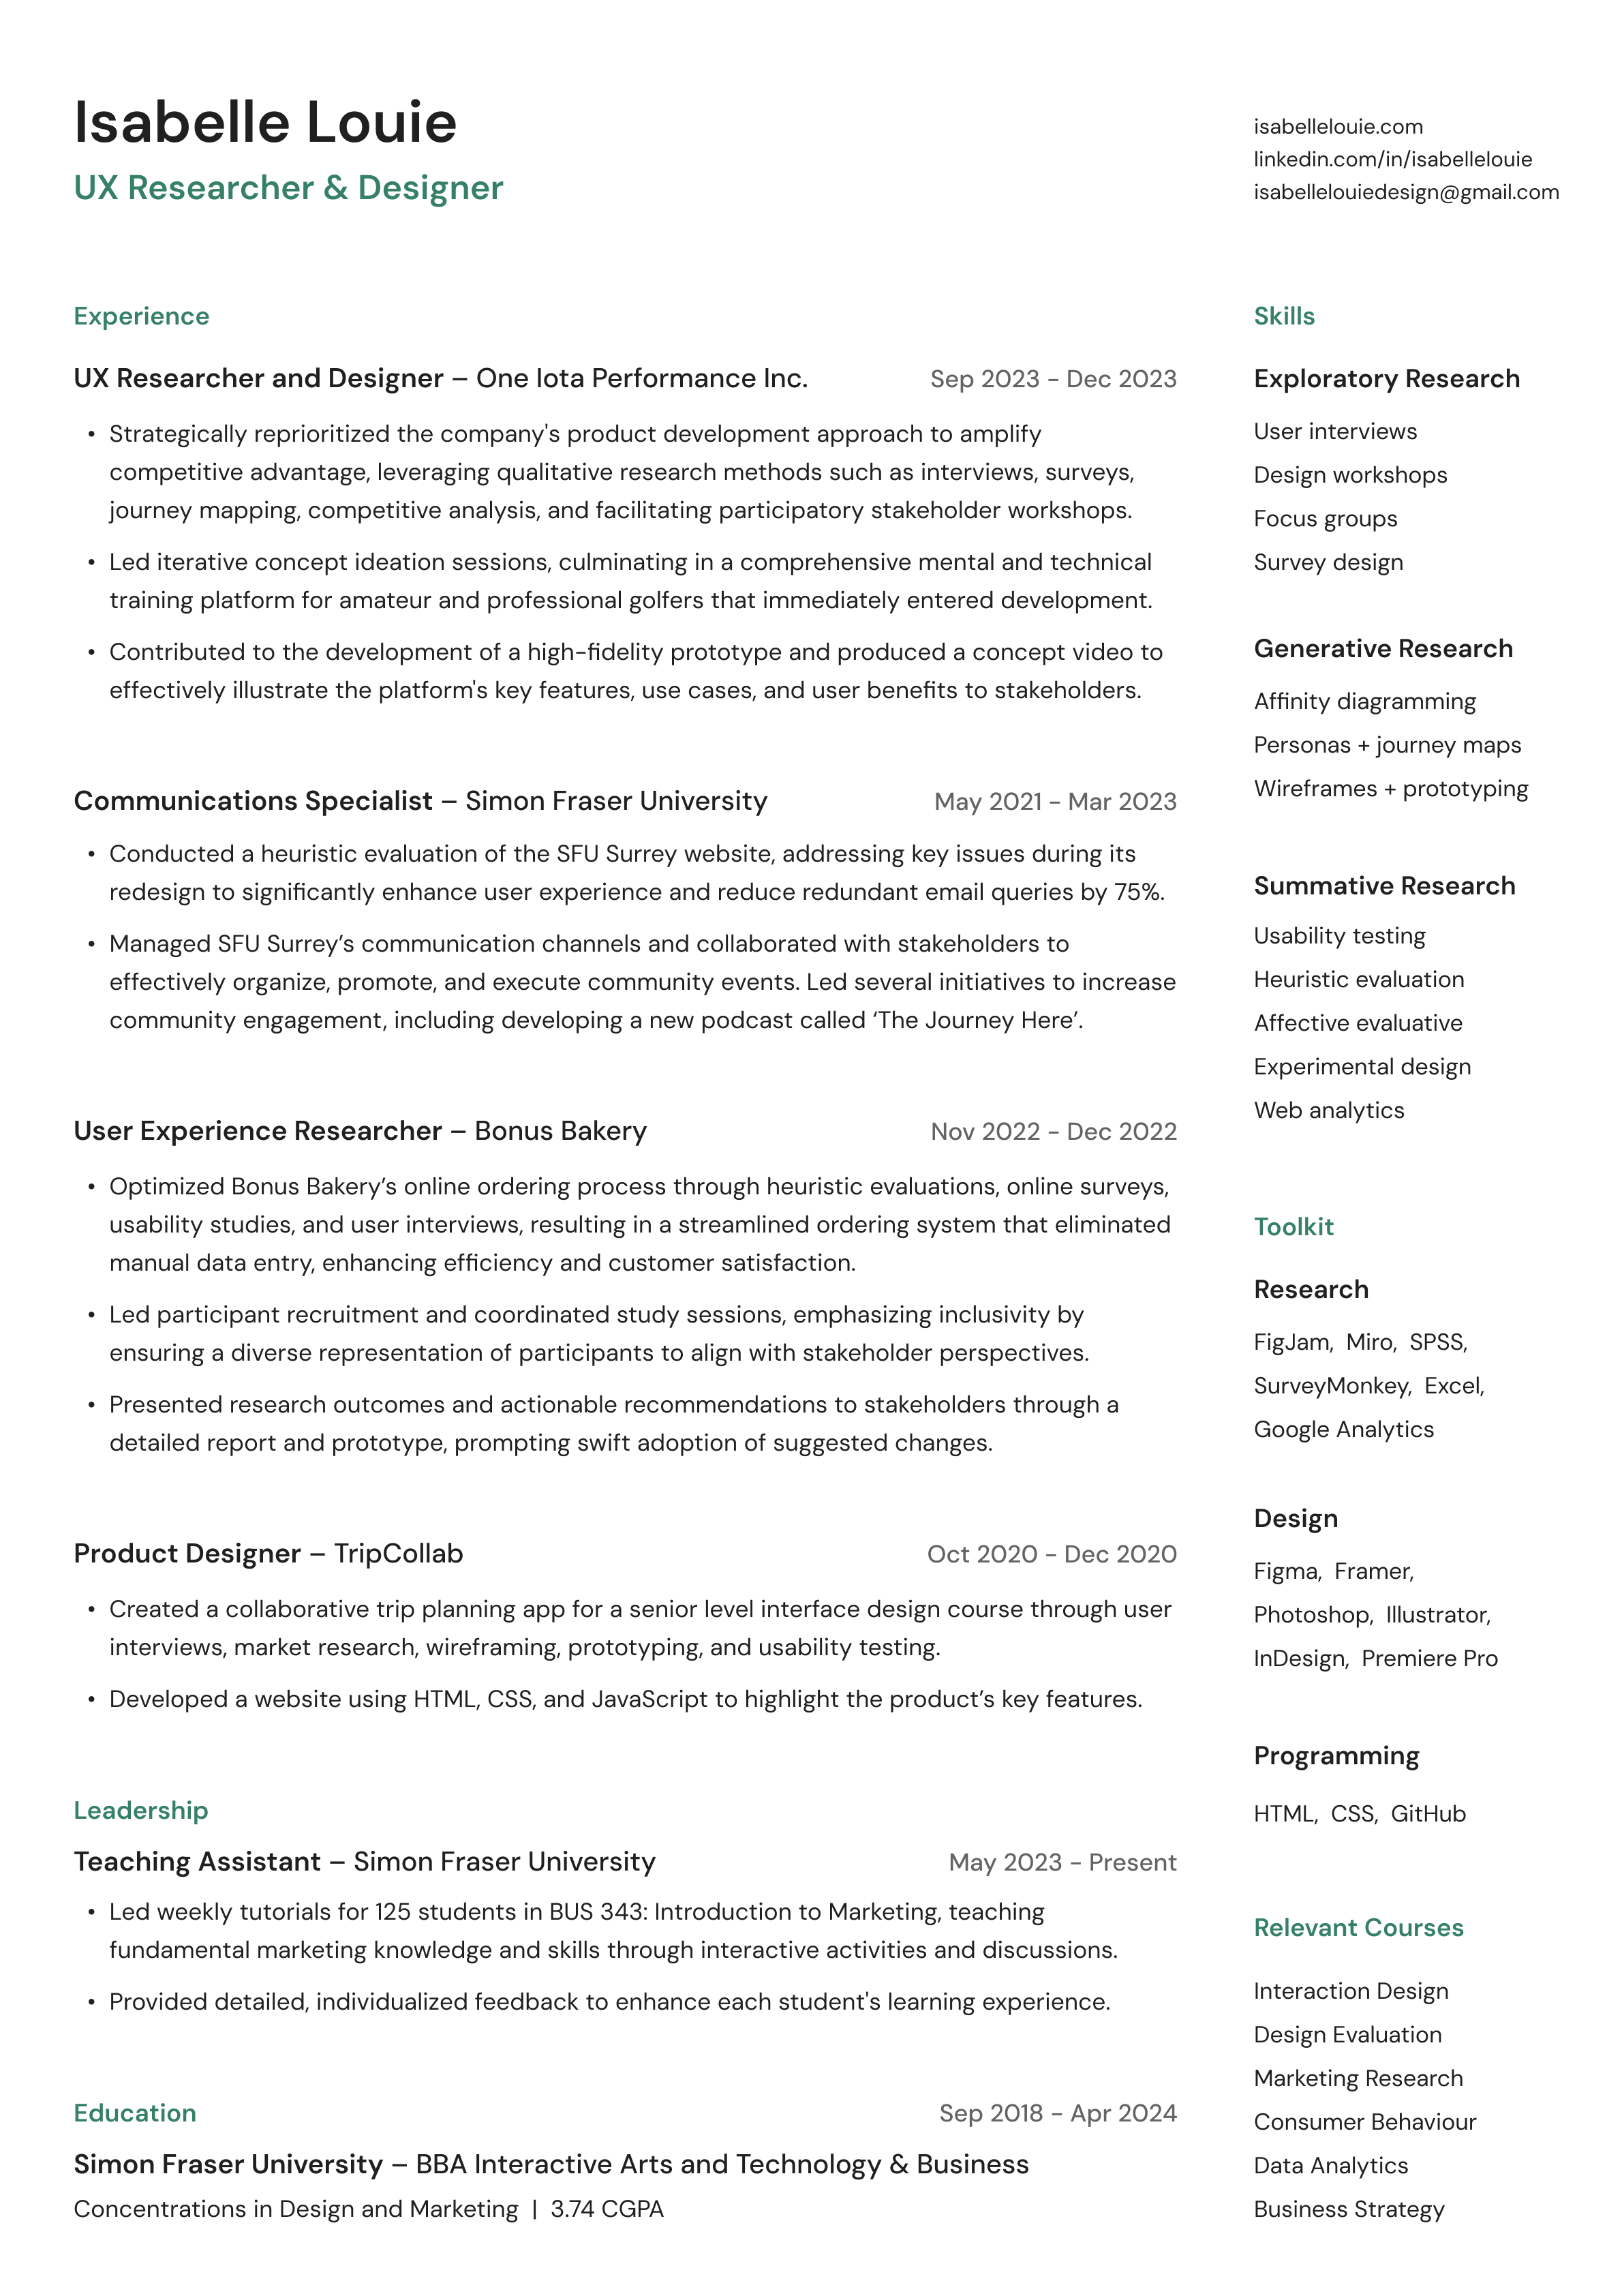 Isabelle Louie
UX Researcher & Designer
isabellelouie.com
linkedin.com/in/isabellelouie
isabellelouiedesign@gmail.com
Experience
UX Researcher and Designer – One Iota Performance Inc. Sep 2023 - Dec 2023
• Strategically reprioritized the company's product development approach to amplify
competitive advantage, leveraging qualitative research methods such as interviews, surveys,
journey mapping, competitive analysis, and facilitating participatory stakeholder workshops.
• Led iterative concept ideation sessions, culminating in a comprehensive mental and technical
training platform for amateur and professional golfers that immediately entered development.
• Contributed to the development of a high-fidelity prototype and produced a concept video to
effectively illustrate the platform's key features, use cases, and user benefits to stakeholders.
Communications Specialist – Simon Fraser University May 2021 - Mar 2023
• Conducted a heuristic evaluation of the SFU Surrey website, addressing key issues during its
redesign to significantly enhance user experience and reduce redundant email queries by 75%.
• Managed SFU Surrey’s communication channels and collaborated with stakeholders to
effectively organize, promote, and execute community events. Led several initiatives to increase
community engagement, including developing a new podcast called ‘The Journey Here’.
User Experience Researcher – Bonus Bakery Nov 2022 - Dec 2022
• Optimized Bonus Bakery’s online ordering process through heuristic evaluations, online surveys,
usability studies, and user interviews, resulting in a streamlined ordering system that eliminated
manual data entry, enhancing efficiency and customer satisfaction.
• Led participant recruitment and coordinated study sessions, emphasizing inclusivity by
ensuring a diverse representation of participants to align with stakeholder perspectives.
• Presented research outcomes and actionable recommendations to stakeholders through a
detailed report and prototype, prompting swift adoption of suggested changes.
Product Designer – TripCollab Oct 2020 - Dec 2020
• Created a collaborative trip planning app for a senior level interface design course through user
interviews, market research, wireframing, prototyping, and usability testing.
• Developed a website using HTML, CSS, and JavaScript to highlight the product’s key features.
Leadership
Teaching Assistant – Simon Fraser University May 2023 - Present
• Led weekly tutorials for 125 students in BUS 343: Introduction to Marketing, teaching
fundamental marketing knowledge and skills through interactive activities and discussions.
• Provided detailed, individualized feedback to enhance each student's learning experience.
Education Sep 2018 - Apr 2024
Simon Fraser University – BBA Interactive Arts and Technology & Business
Concentrations in Design and Marketing | 3.74 CGPA
Skills
Exploratory Research
User interviews
Design workshops
Focus groups
Survey design
Generative Research
Affinity diagramming
Personas + journey maps
Wireframes + prototyping
Summative Research
Usability testing
Heuristic evaluation
Affective evaluative
Experimental design
Web analytics
Toolkit
Research
FigJam, Miro, SPSS,
SurveyMonkey, Excel,
Google Analytics
Design
Figma, Framer,
Photoshop, Illustrator,
InDesign, Premiere Pro
Programming
HTML, CSS, GitHub
Relevant Courses
Interaction Design
Design Evaluation
Marketing Research
Consumer Behaviour
Data Analytics
Business Strategy